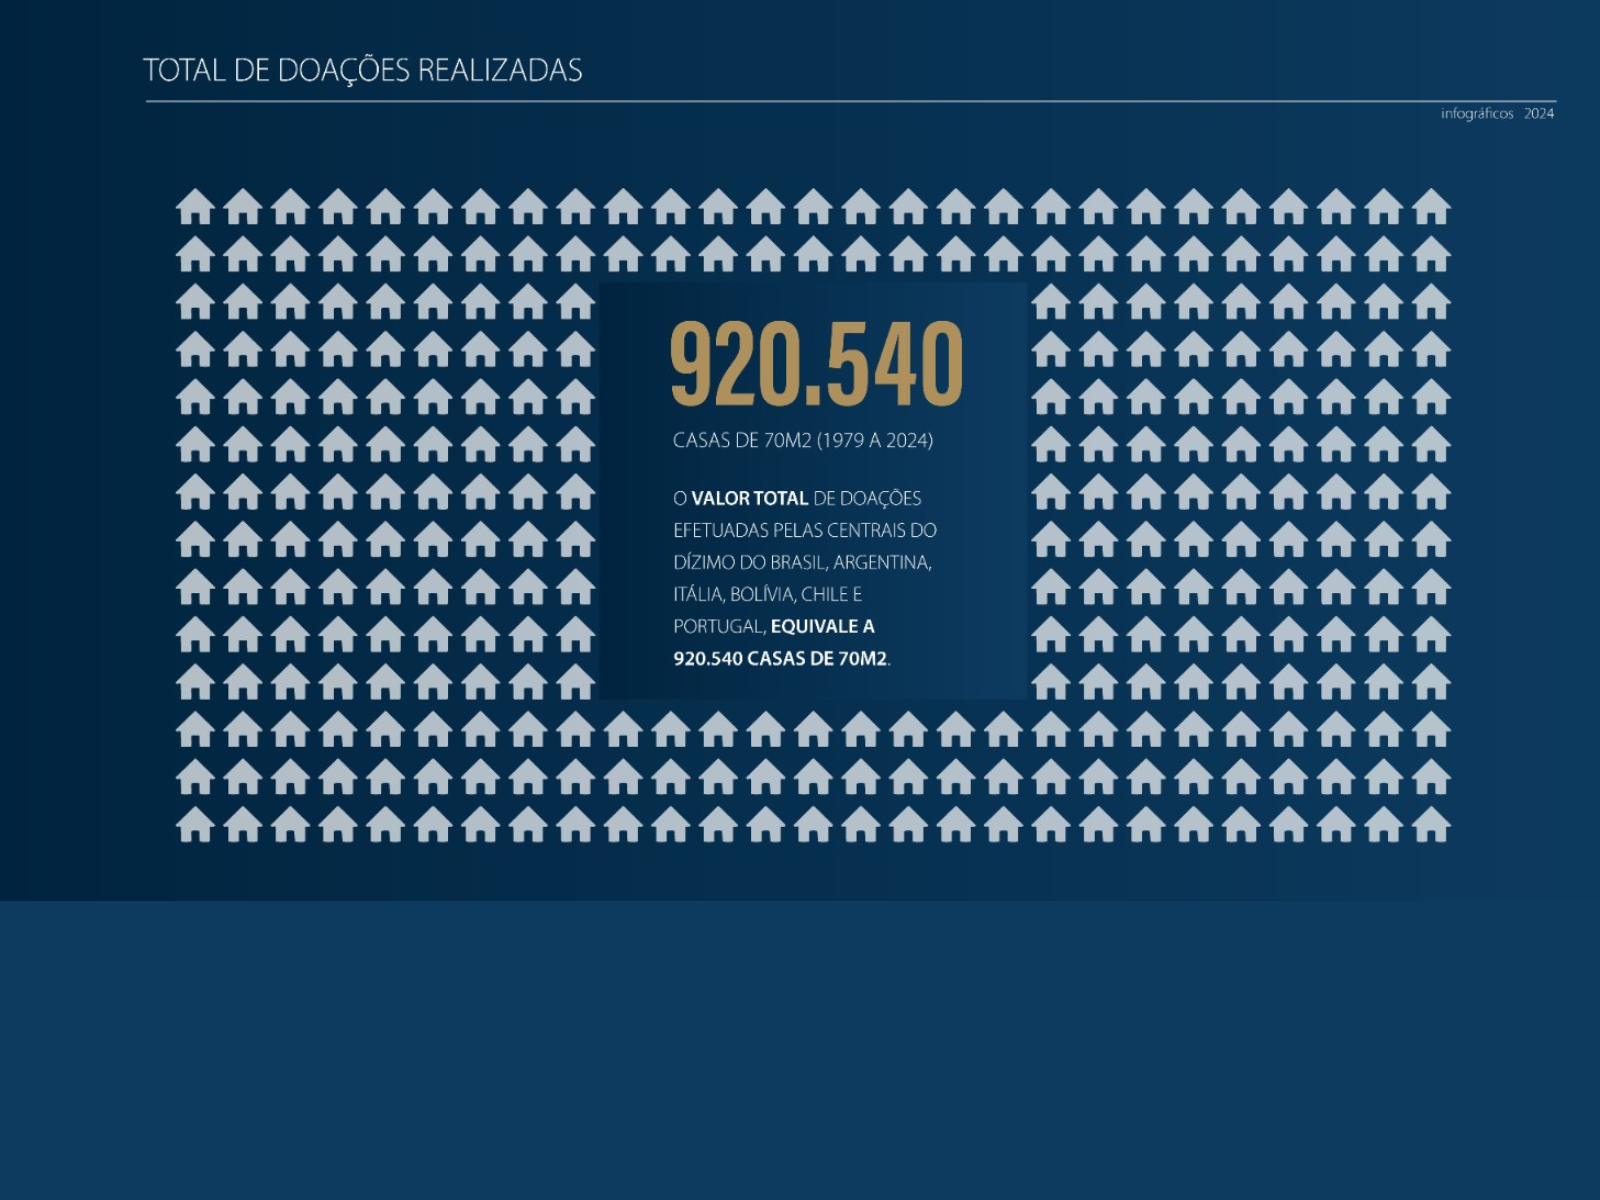 TOTAL DE DOAÇÕES REALIZADAS
infográficos 2024
920.540
CASAS DE 70M2 (1979 A 2024)
O VALOR TOTAL DE DOAÇÕES
EFETUADAS PELAS CENTRAIS DO
DÍZIMO DO BRASIL, ARGENTINA,
ITÁLIA, BOLÍVIA, CHILE E
PORTUGAL, EQUIVALE A
920.540 CASAS DE 70M2.